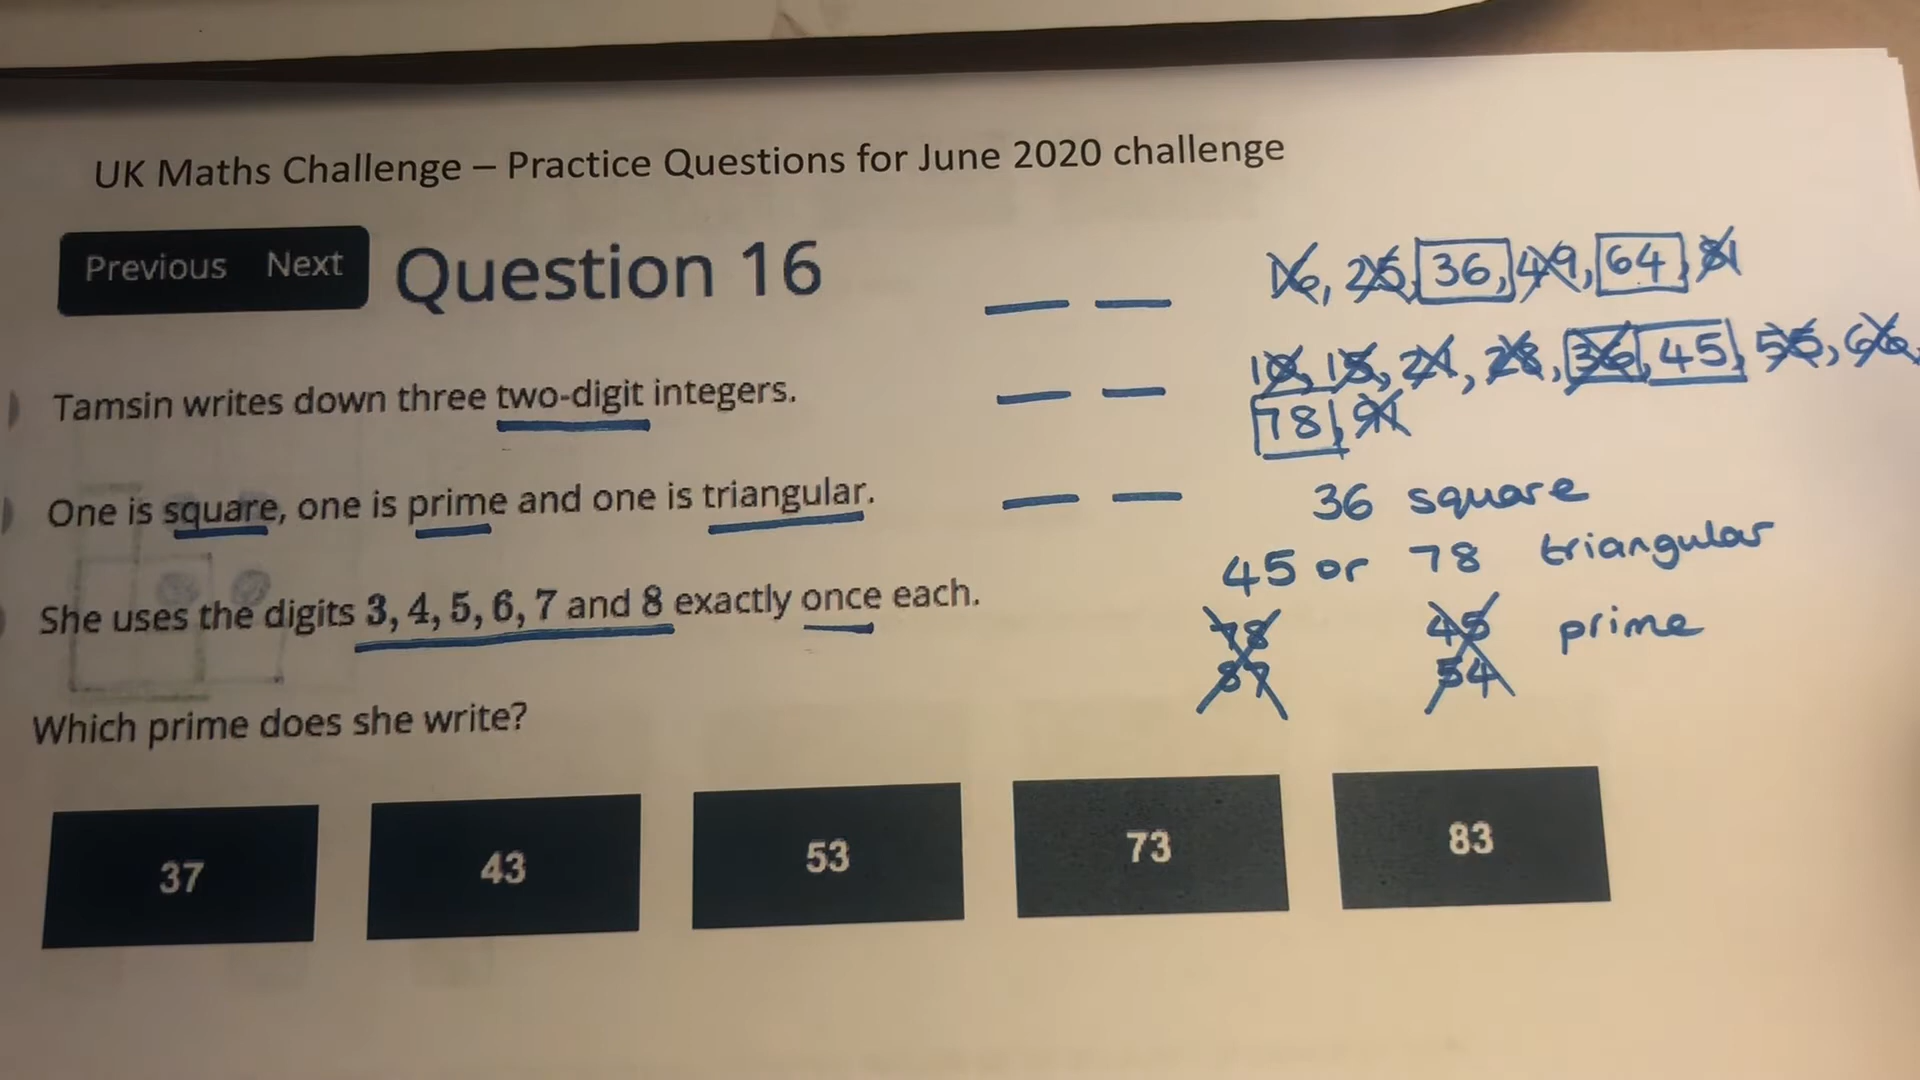 UK Maths Challenge – Practice Questions for June 2020 challenge
Previous Next
Question 16
16, 25, 36, 49, 64, 81
10, 15, 21, 28, 36, 45, 55, 66,
78, 91
Tamsin writes down three two-digit integers.
One is square, one is prime and one is triangular.
She uses the digits 3, 4, 5, 6, 7 and 8 exactly once each.
Which prime does she write?
36 square
45 or 78 triangular
78 45 prime
87 54
37 43 53 73 83